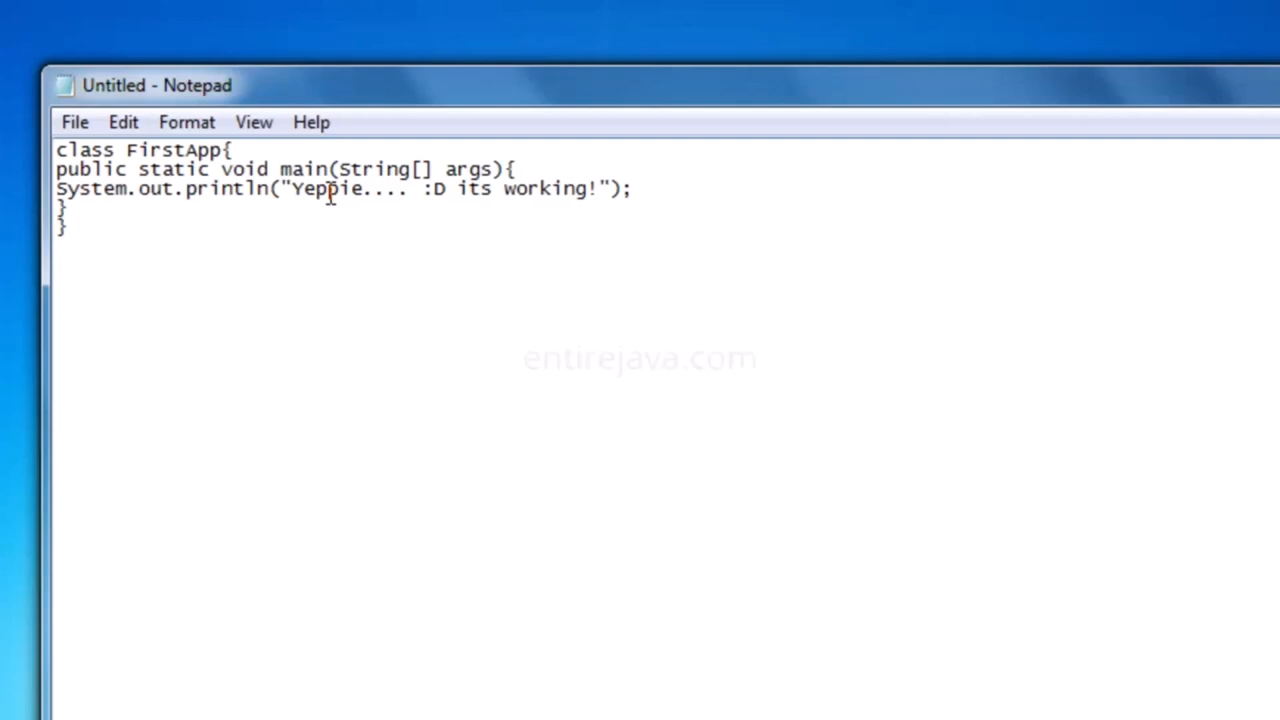 Untitled - Notepad
File Edit Format View Help
class FirstApp{
public static void main(String[] args){
System.out.println("Yeppie.... :D its working!");
}
}
entirejava.com